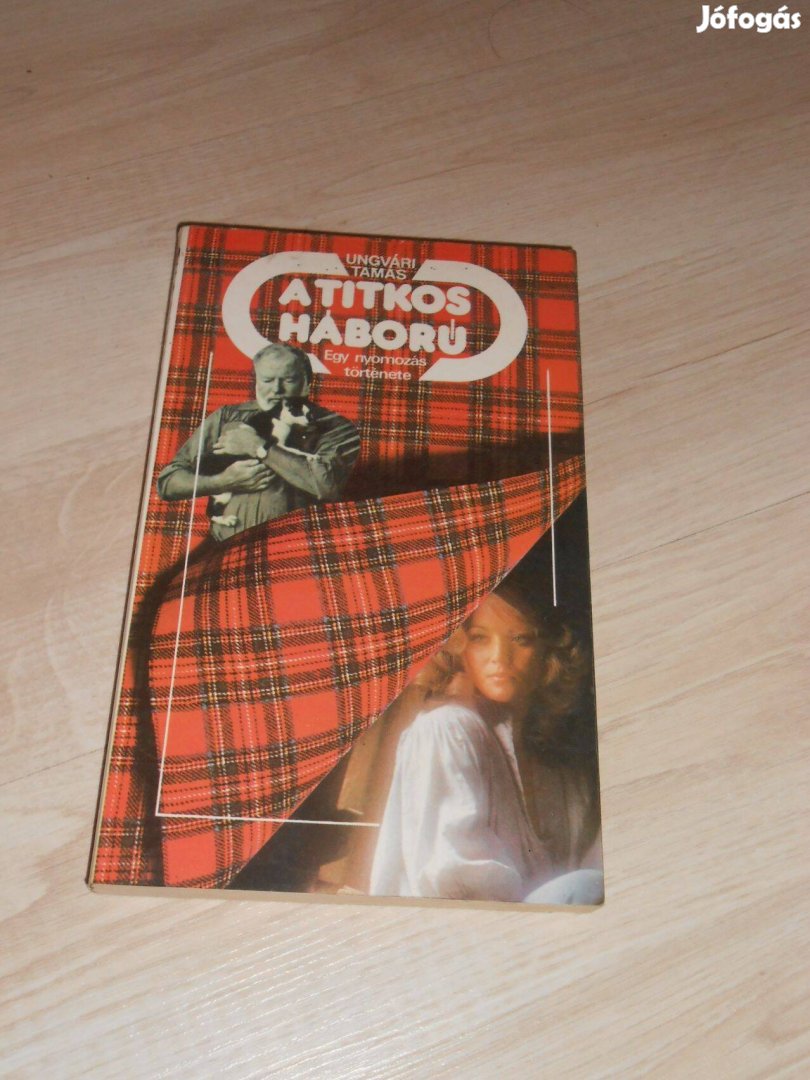 Jófogás
UNGVÁRI
TAMÁS
A TITKOS
HÁBORÚ
Egy nyomozás
története